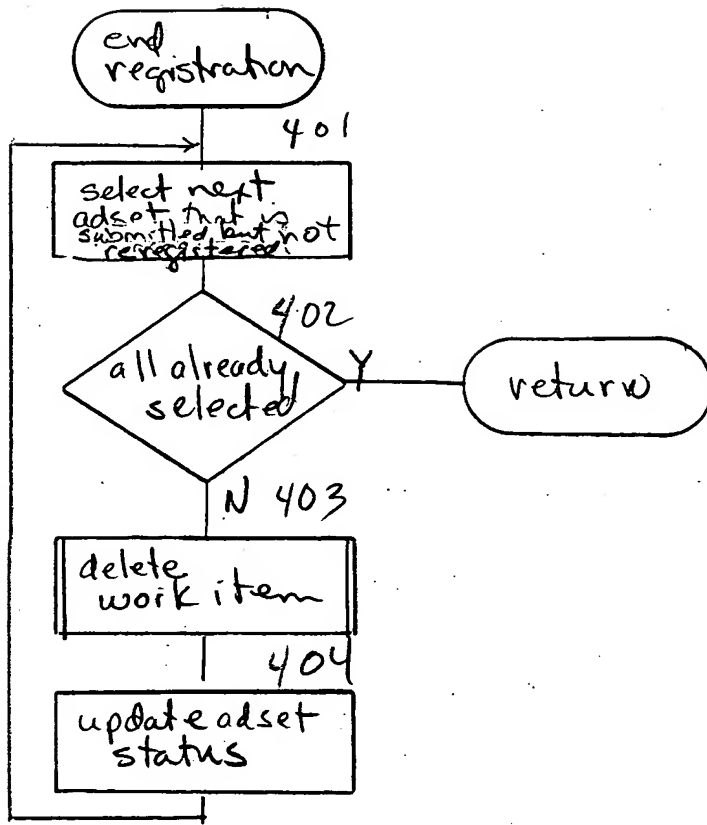 end
registration
401
select next
adset that is
submitted but not
reregistered.
402
all already
selected
Y
return
N 403
delete
work item
404
update adset
status